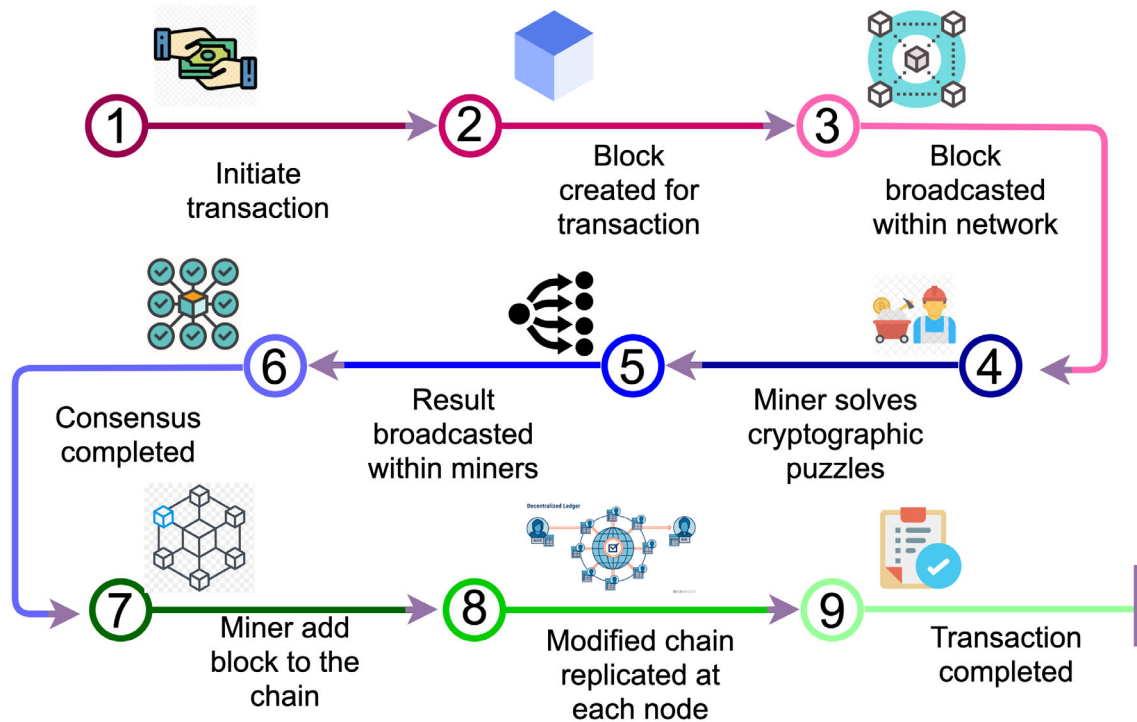 1
2
3
Initiate
transaction
Block
created for
transaction
Block
broadcasted
within network
6
5
4
Consensus
completed
Result
broadcasted
within miners
Miner solves
cryptographic
puzzles
Decentralized Ledger
7
8
9
Miner add
block to the
chain
Modified chain
replicated at
each node
Transaction
completed